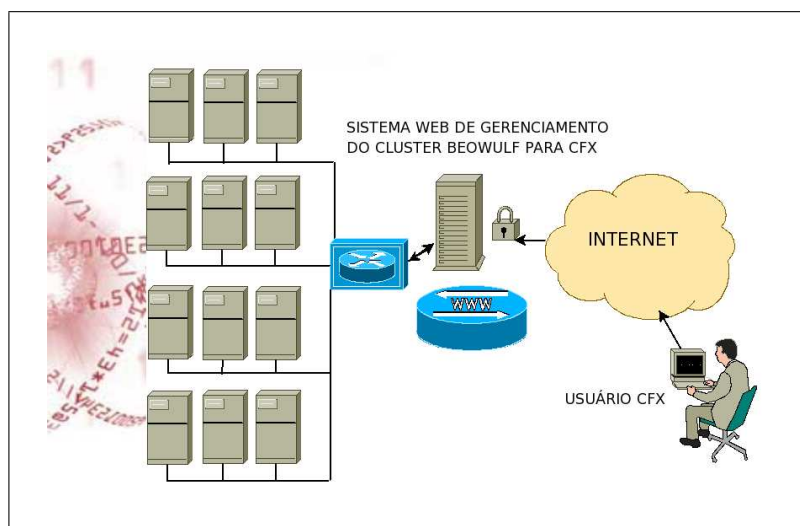 SISTEMA WEB DE GERENCIAMENTO
DO CLUSTER BEOWULF PARA CFX
INTERNET
WWW
USUÁRIO CFX